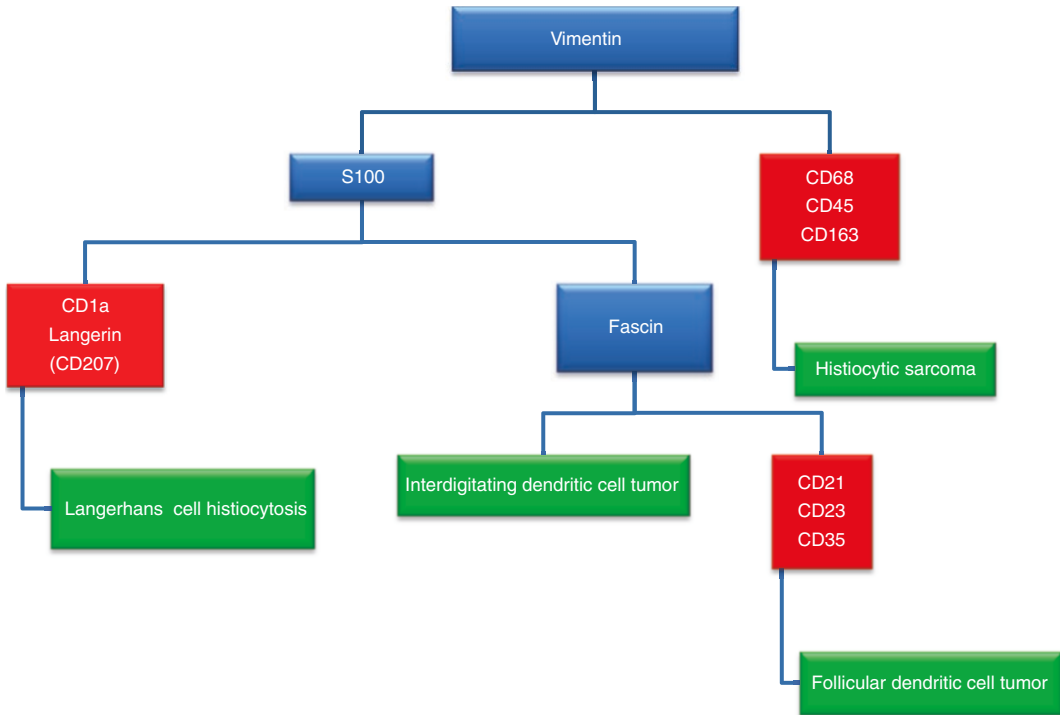 Vimentin
S100
CD68
CD45
CD163
CD1a
Langerin
(CD207)
Fascin
Histiocytic sarcoma
Interdigitating dendritic cell tumor
CD21
CD23
CD35
Langerhans cell histiocytosis
Follicular dendritic cell tumor